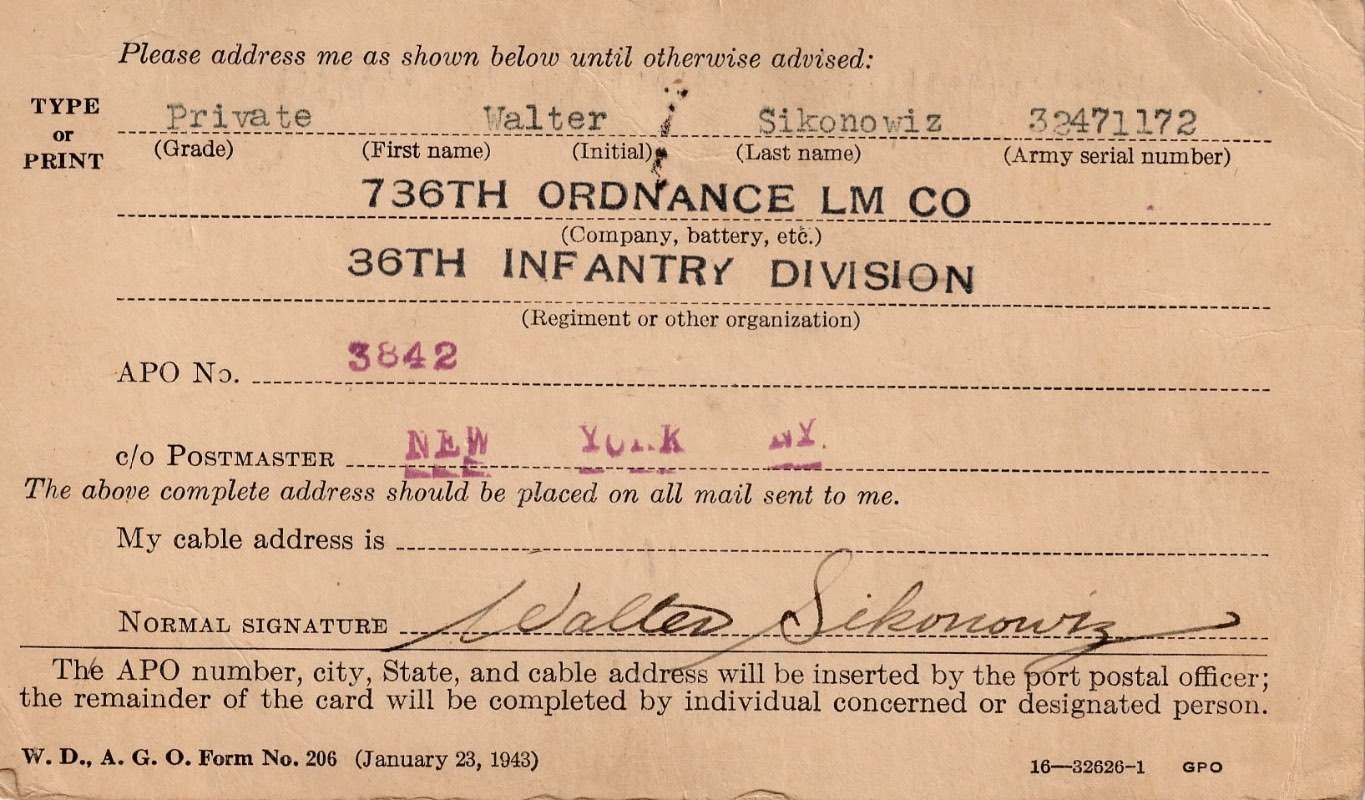 Please address me as shown below until otherwise advised:
TYPE or PRINT
Private Walter Sikonowiz 32471172
(Grade) (First name) (Initial) (Last name) (Army serial number)
736TH ORDNANCE LM CO
(Company, battery, etc.)
36TH INFANTRY DIVISION
(Regiment or other organization)
APO No. 3842
c/o POSTMASTER NEW YORK NY.
The above complete address should be placed on all mail sent to me.
My cable address is
NORMAL SIGNATURE Walter Sikonowiz
The APO number, city, State, and cable address will be inserted by the port postal officer;
the remainder of the card will be completed by individual concerned or designated person.
W. D., A. G. O. Form No. 206 (January 23, 1943)
16—32626-1 GPO